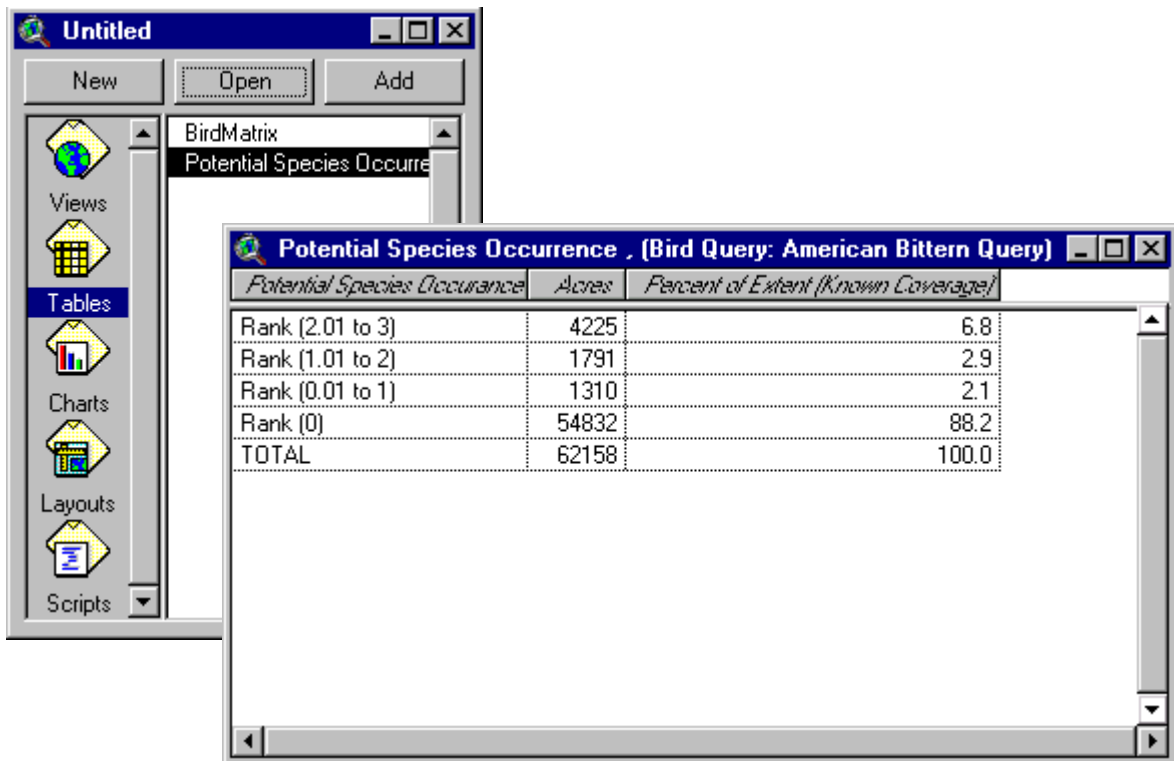 Untitled
New Open Add
BirdMatrix
Potential Species Occurre
Views
Tables
Charts
Layouts
Scripts
Potential Species Occurrence , (Bird Query: American Bittern Query)
Potential Species Occurance Acres Percent of Extent (Known Coverage)
Rank (2.01 to 3) 4225 6.8
Rank (1.01 to 2) 1791 2.9
Rank (0.01 to 1) 1310 2.1
Rank (0) 54832 88.2
TOTAL 62158 100.0